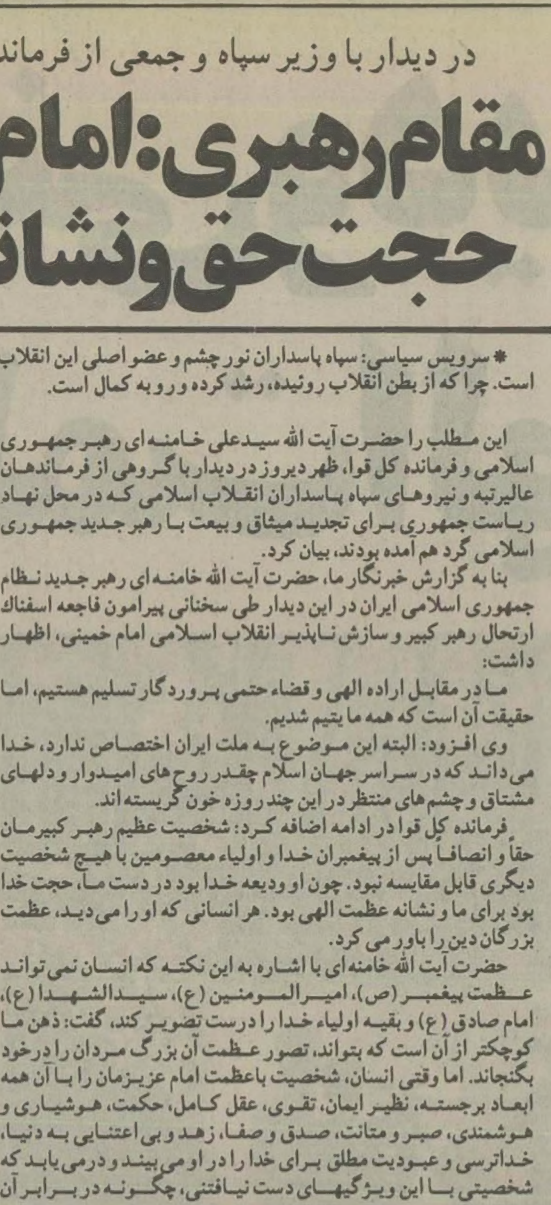 در دیدار با وزیر سپاه و جمعی از
مقام رهبری: امام
حجت حق و
* سرویس سیاسی: سپاه پاسداران نور چشم و عضو اصلی این انقلاب
است. چرا که از بطن انقلاب روئیده، رشد کرده و رو به کمال است.
این مطلب را حضرت آیت الله سیدعلی خامنه ای رهبر جمهوری
اسلامی و فرمانده کل قوا، ظهر دیروز در دیدار با گروهی از فرماندهان
عالیرتبه و نیروهای سپاه پاسداران انقلاب اسلامی که در محل نهاد
ریاست جمهوری برای تجدید میثاق و بیعت با رهبر جدید جمهوری
اسلامی گرد هم آمده بودند، بیان کرد.
بنا به گزارش خبرنگار ما، حضرت آیت الله خامنه ای رهبر جدید نظام
جمهوری اسلامی ایران در این دیدار طی سخنانی پیرامون فاجعه اسفناك
ارتحال رهبر کبیر و سازش ناپذیر انقلاب اسلامی امام خمینی، اظهار
داشت:
ما در مقابل اراده الهی و قضاء حتمی پروردگار تسلیم هستیم، اما
حقیقت آن است که همه ما یتیم شدیم.
وی افزود: البته این موضوع به ملت ایران اختصاص ندارد، خدا
می داند که در سراسر جهان اسلام چقدر روح های امیدوار و دلهای
مشتاق و چشم های منتظر در این چند روزه خون گریسته اند.
فرمانده کل قوا در ادامه اضافه کرد: شخصیت عظیم رهبر کبیرمان
حقاً و انصافاً پس از پیغمبران خدا و اولیاء معصومین با هیچ شخصیت
دیگری قابل مقایسه نبود. چون او ودیعه خدا بود در دست ما، حجت خدا
بود برای ما و نشانه عظمت الهی بود. هر انسانی که او را می دید، عظمت
بزرگان دین را باور می کرد.
حضرت آیت الله خامنه ای با اشاره به این نکته که انسان نمی تواند
عظمت پیغمبر (ص)، امیرالمومنین (ع)، سیدالشهدا (ع)،
امام صادق (ع) و بقیه اولیاء خدا را درست تصویر کند، گفت: ذهن ما
کوچکتر از آن است که بتواند، تصور عظمت آن بزرگ مردان را درخود
بگنجاند. اما وقتی انسان، شخصیت باعظمت امام عزیزمان را با آن همه
ابعاد برجسته، نظیر ایمان، تقوی، عقل کامل، حکمت، هوشیاری و
هوشمندی، صبر و متانت، صدق و صفا، زهد و بی اعتنایی به دنیا،
خداترسی و عبودیت مطلق برای خدا را در او می بیند و درمی یابد که
شخصیتی با این ویژگیهای دست نیافتنی، چگونه در برابر آن